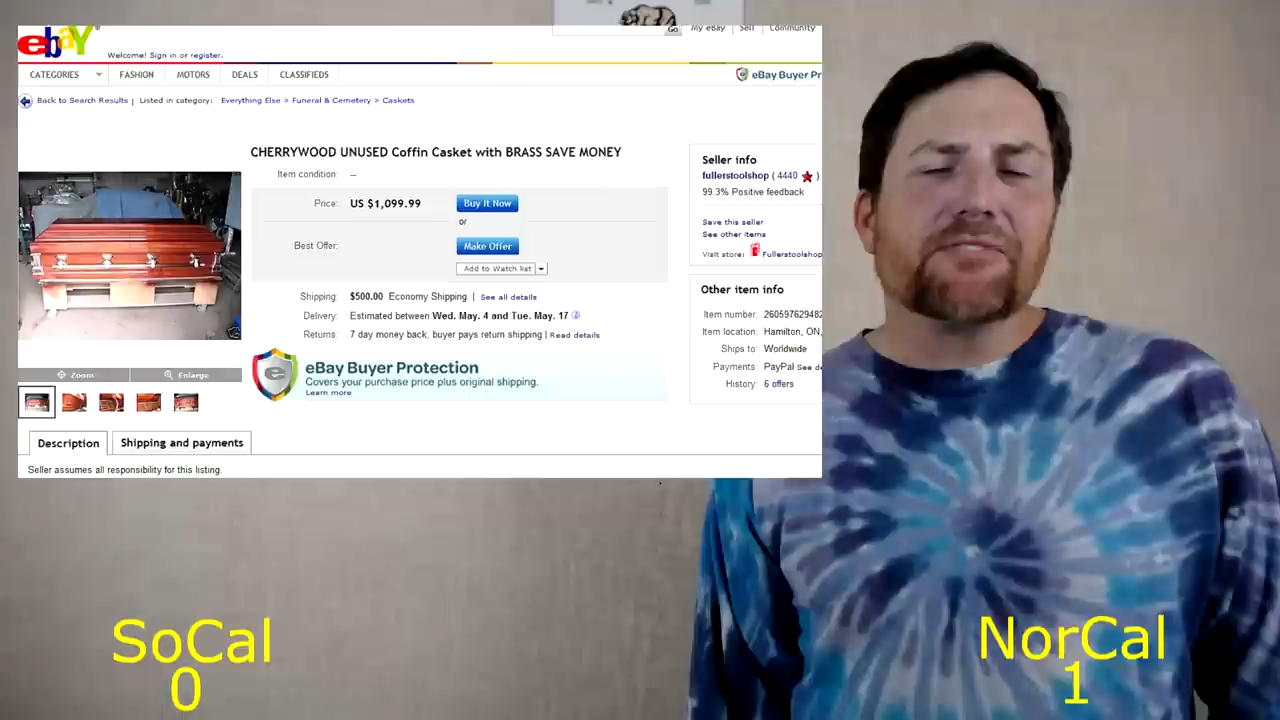 ebay
Go
My eBay
Sell
Community
Welcome! Sign in or register.
CATEGORIES
FASHION
MOTORS
DEALS
CLASSIFIEDS
eBay Buyer Pr
Back to Search Results | Listed in category: Everything Else > Funeral & Cemetery > Caskets
CHERRYWOOD UNUSED Coffin Casket with BRASS SAVE MONEY
Item condition: --
Price: US $1,099.99
Buy It Now
or
Best Offer:
Make Offer
Add to Watch list
Shipping: $500.00 Economy Shipping | See all details
Delivery: Estimated between Wed. May. 4 and Tue. May. 17
Returns: 7 day money back, buyer pays return shipping | Read details
eBay Buyer Protection
Covers your purchase price plus original shipping.
Learn more
Zoom
Enlarge
Seller info
fullerstoolshop ( 4440 )
99.3% Positive feedback
Save this seller
See other items
Visit store: Fullerstoolshop
Other item info
Item number: 260597629482
Item location: Hamilton, ON,
Ships to: Worldwide
Payments: PayPal See de
History: 6 offers
Description
Shipping and payments
Seller assumes all responsibility for this listing.
SoCal
0
NorCal
1